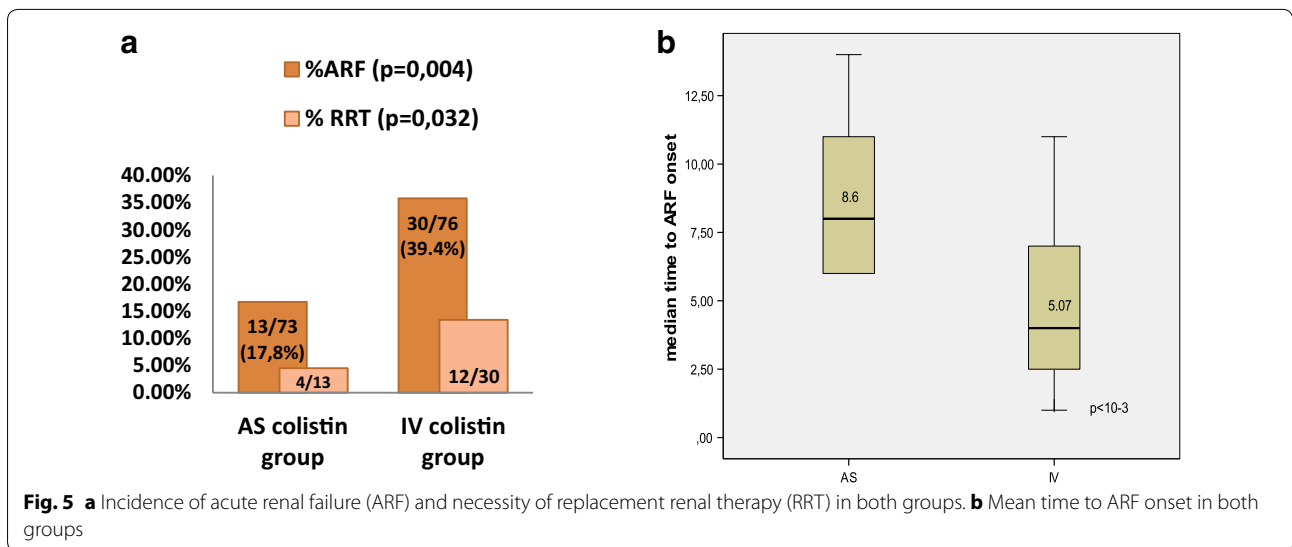 a
%ARF (p=0,004)
% RRT (p=0,032)
40.00%
35.00%
30.00%
25.00%
20.00%
15.00%
10.00%
5.00%
0.00%
13/73
(17,8%)
4/13
30/76
(39.4%)
12/30
AS colistin
group
IV colistin
group
b
median time to ARF onset
12,50
10,00
7,50
5,00
2,50
,00
8.6
5.07
p<10-3
AS
IV
Fig. 5 a Incidence of acute renal failure (ARF) and necessity of replacement renal therapy (RRT) in both groups. b Mean time to ARF onset in both
groups